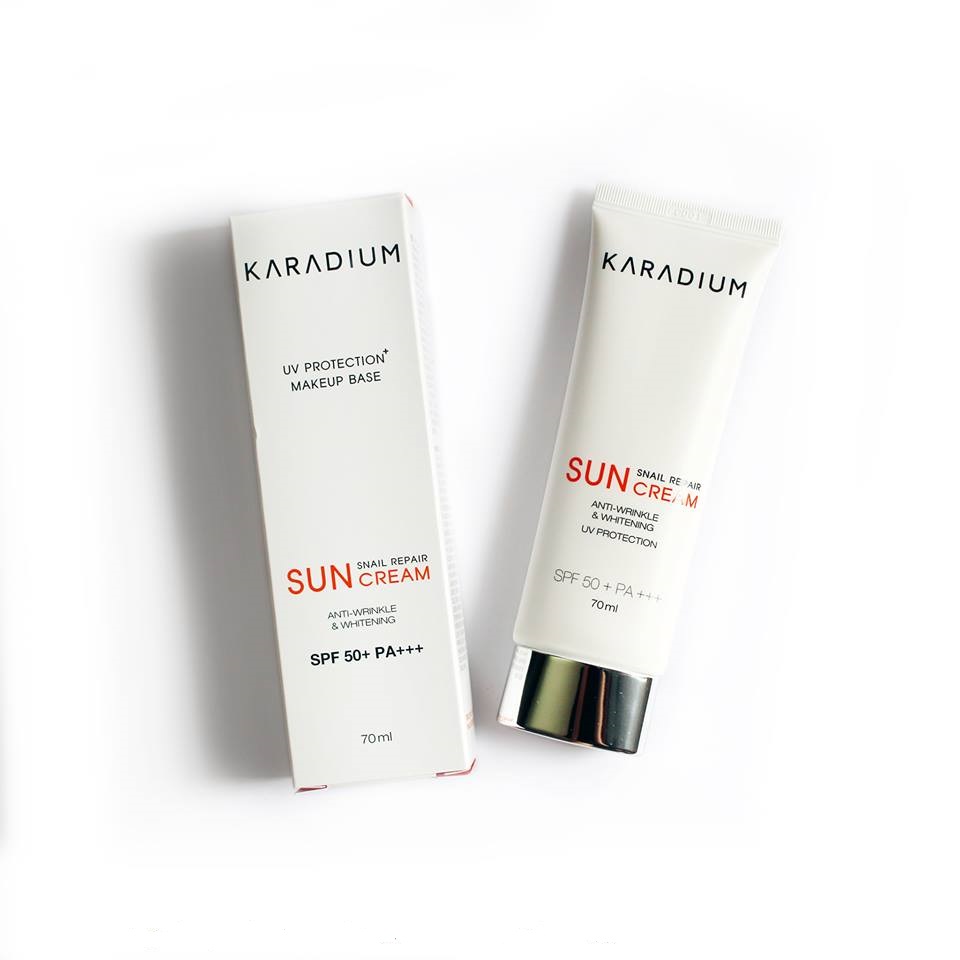 KARADIUM
UV PROTECTION+
MAKEUP BASE
SUN SNAIL REPAIR
CREAM
ANTI-WRINKLE
& WHITENING
SPF 50+ PA+++
70ml
KARADIUM
SUN SNAIL REPAIR
CREAM
ANTI-WRINKLE
& WHITENING
UV PROTECTION
SPF 50 + PA +++
70ml